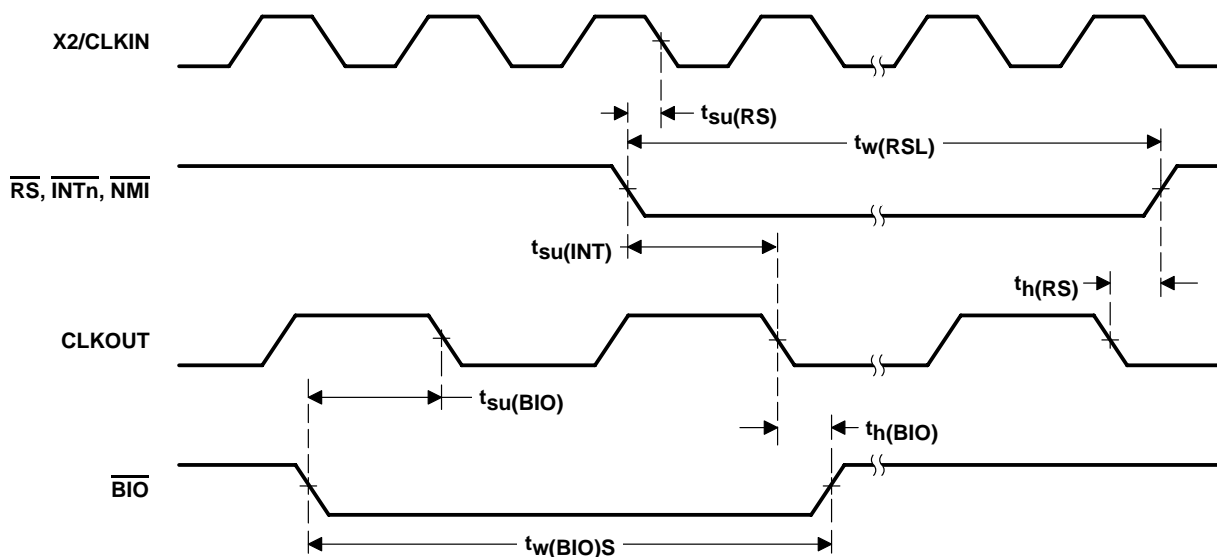 X2/CLKIN
tsu(RS)
tw(RSL)
RS, INTn, NMI
tsu(INT)
th(RS)
CLKOUT
tsu(BIO)
th(BIO)
BIO
tw(BIO)S